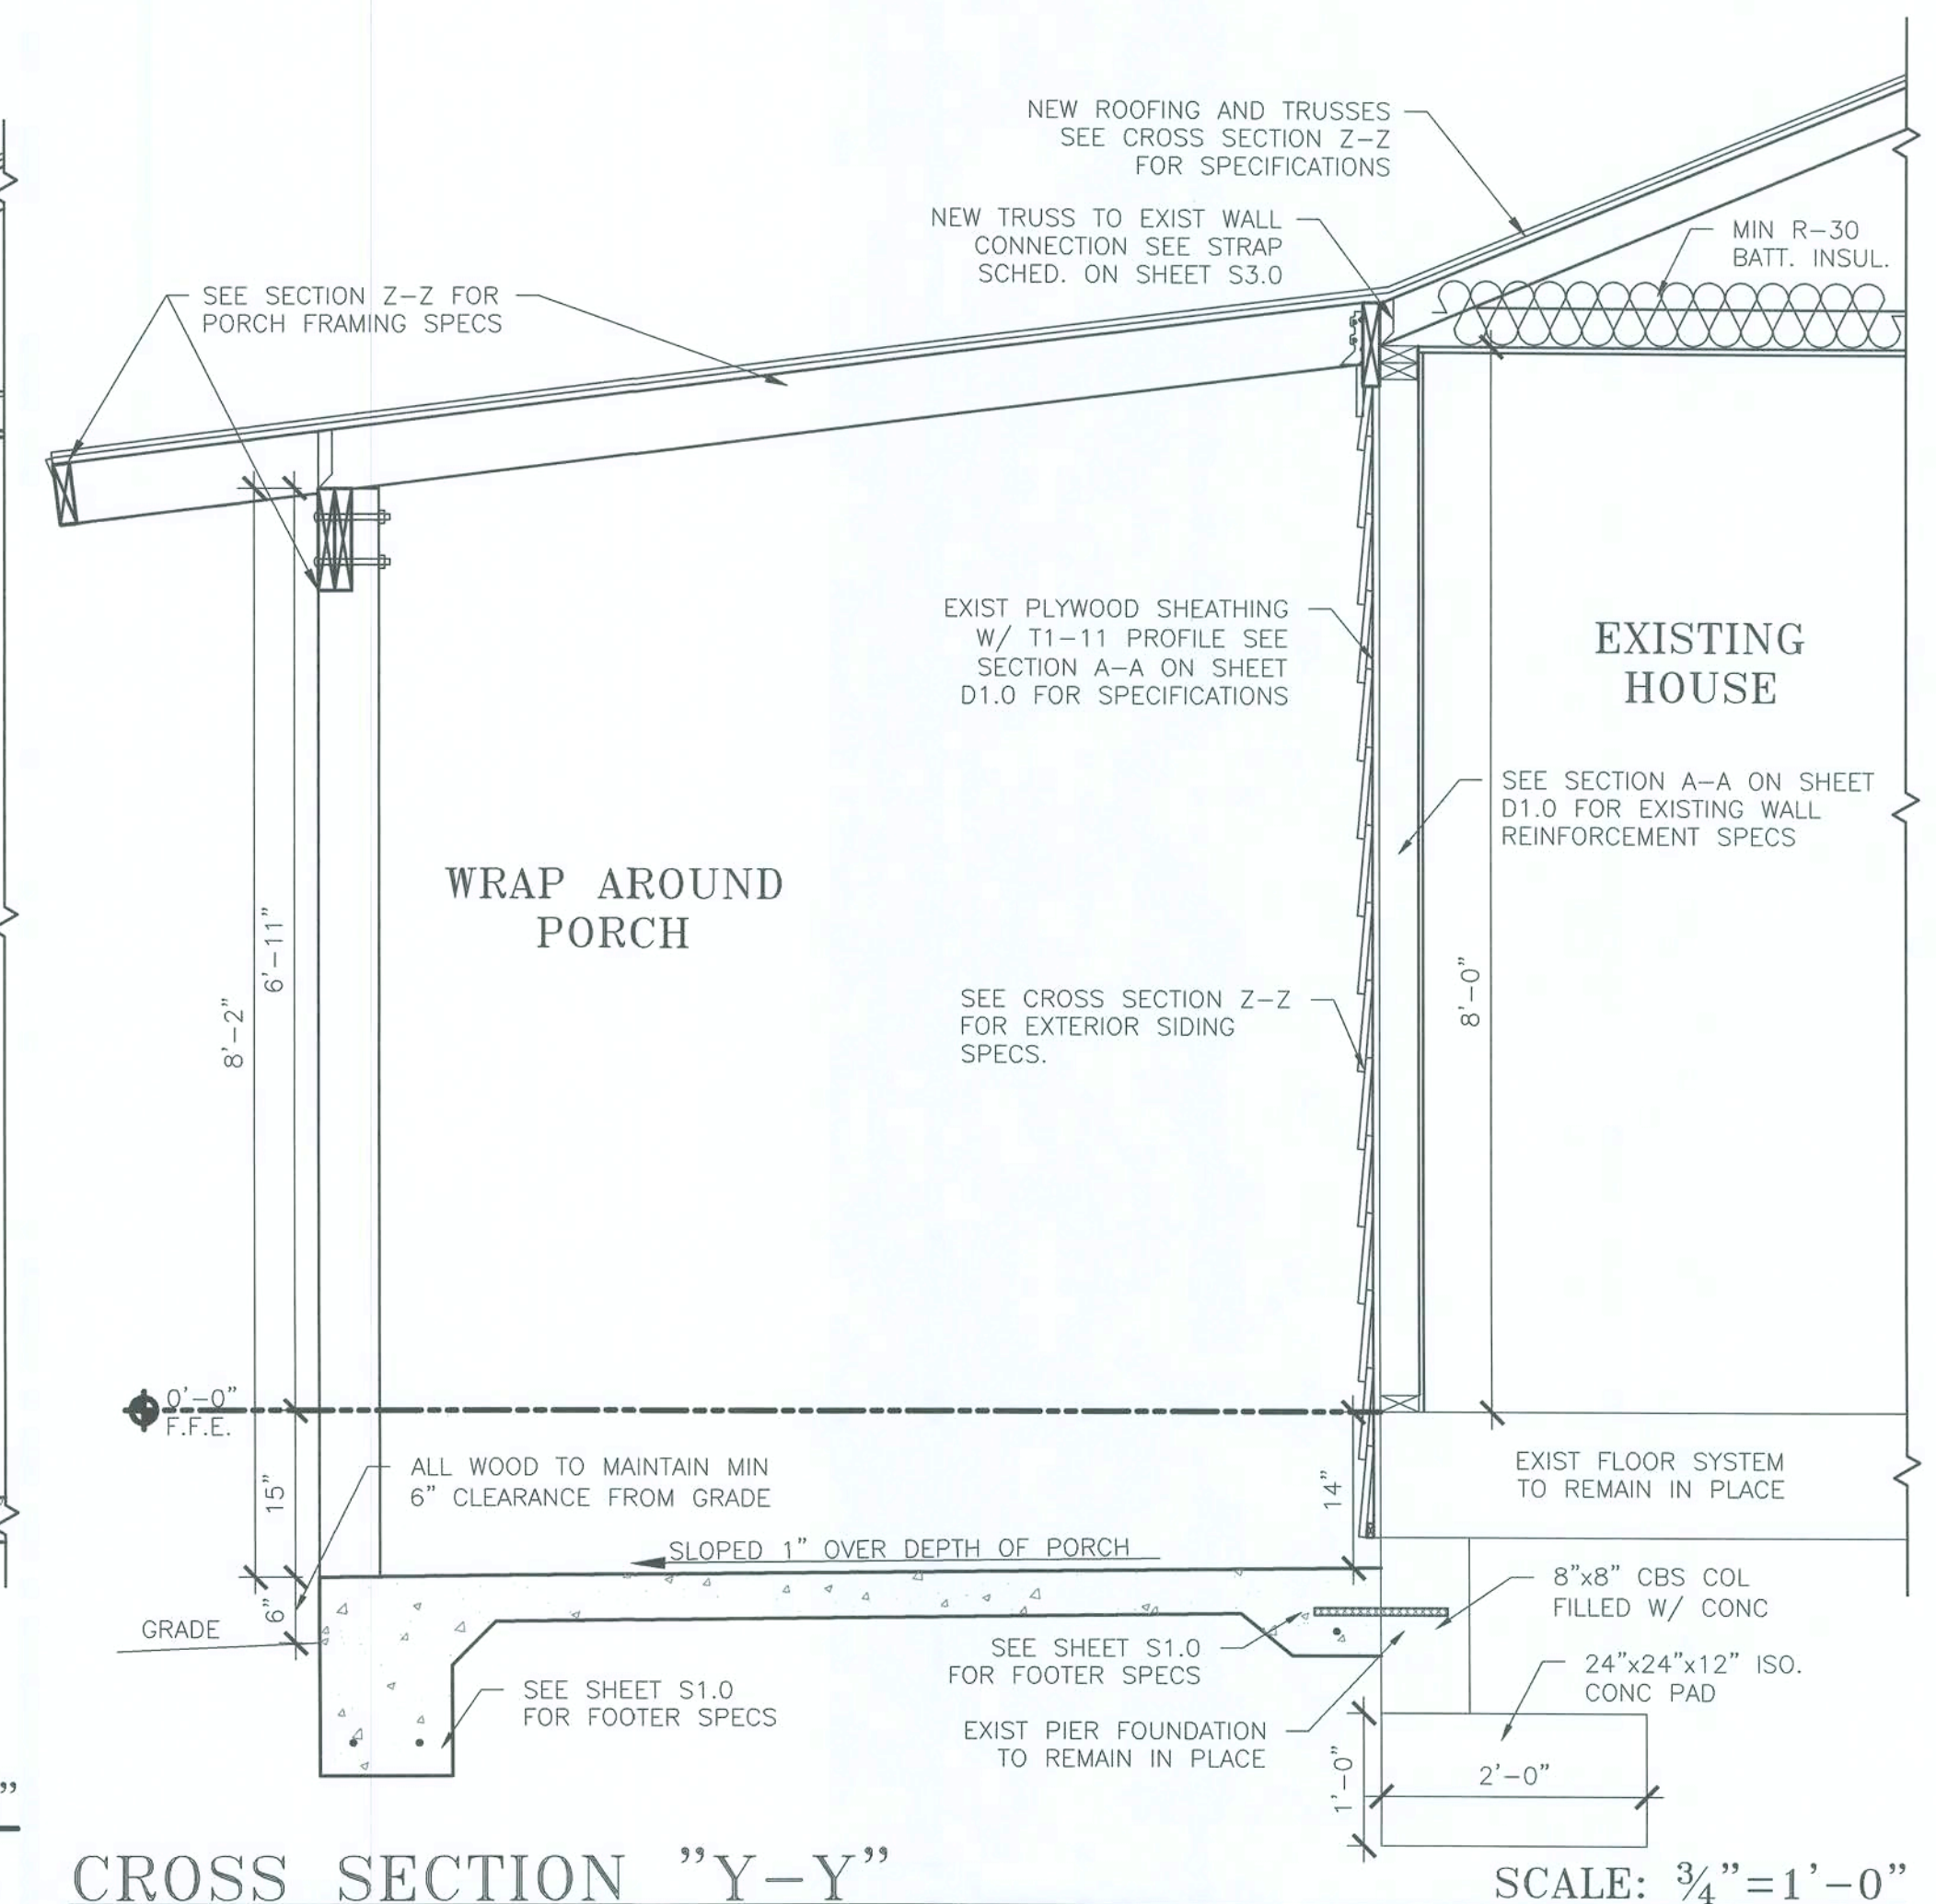 NEW ROOFING AND TRUSSES
SEE CROSS SECTION Z-Z
FOR SPECIFICATIONS
NEW TRUSS TO EXIST WALL
CONNECTION SEE STRAP
SCHED. ON SHEET S3.0
MIN R-30
BATT. INSUL.
SEE SECTION Z-Z FOR
PORCH FRAMING SPECS
EXIST PLYWOOD SHEATHING
W/ T1-11 PROFILE SEE
SECTION A-A ON SHEET
D1.0 FOR SPECIFICATIONS
EXISTING
HOUSE
SEE SECTION A-A ON SHEET
D1.0 FOR EXISTING WALL
REINFORCEMENT SPECS
WRAP AROUND
PORCH
6'-11"
8'-2"
8'-0"
SEE CROSS SECTION Z-Z
FOR EXTERIOR SIDING
SPECS.
0'-0"
F.F.E.
ALL WOOD TO MAINTAIN MIN
6" CLEARANCE FROM GRADE
15"
14"
EXIST FLOOR SYSTEM
TO REMAIN IN PLACE
SLOPED 1" OVER DEPTH OF PORCH
6"
GRADE
8"x8" CBS COL
FILLED W/ CONC
SEE SHEET S1.0
FOR FOOTER SPECS
SEE SHEET S1.0
FOR FOOTER SPECS
24"x24"x12" ISO.
CONC PAD
EXIST PIER FOUNDATION
TO REMAIN IN PLACE
1'-0"
2'-0"
"
CROSS SECTION "Y-Y"
SCALE: ¾"=1'-0"